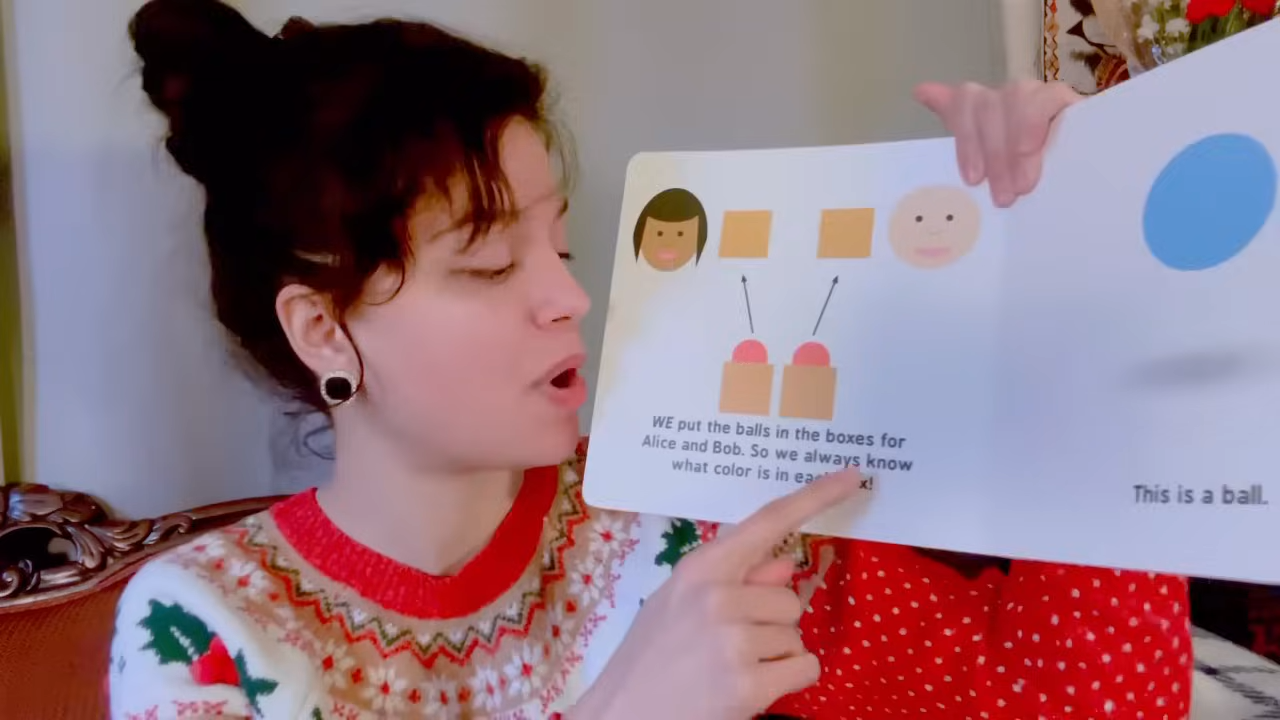 WE put the balls in the boxes for
Alice and Bob. So we always know
what color is in ea x!
This is a ball.